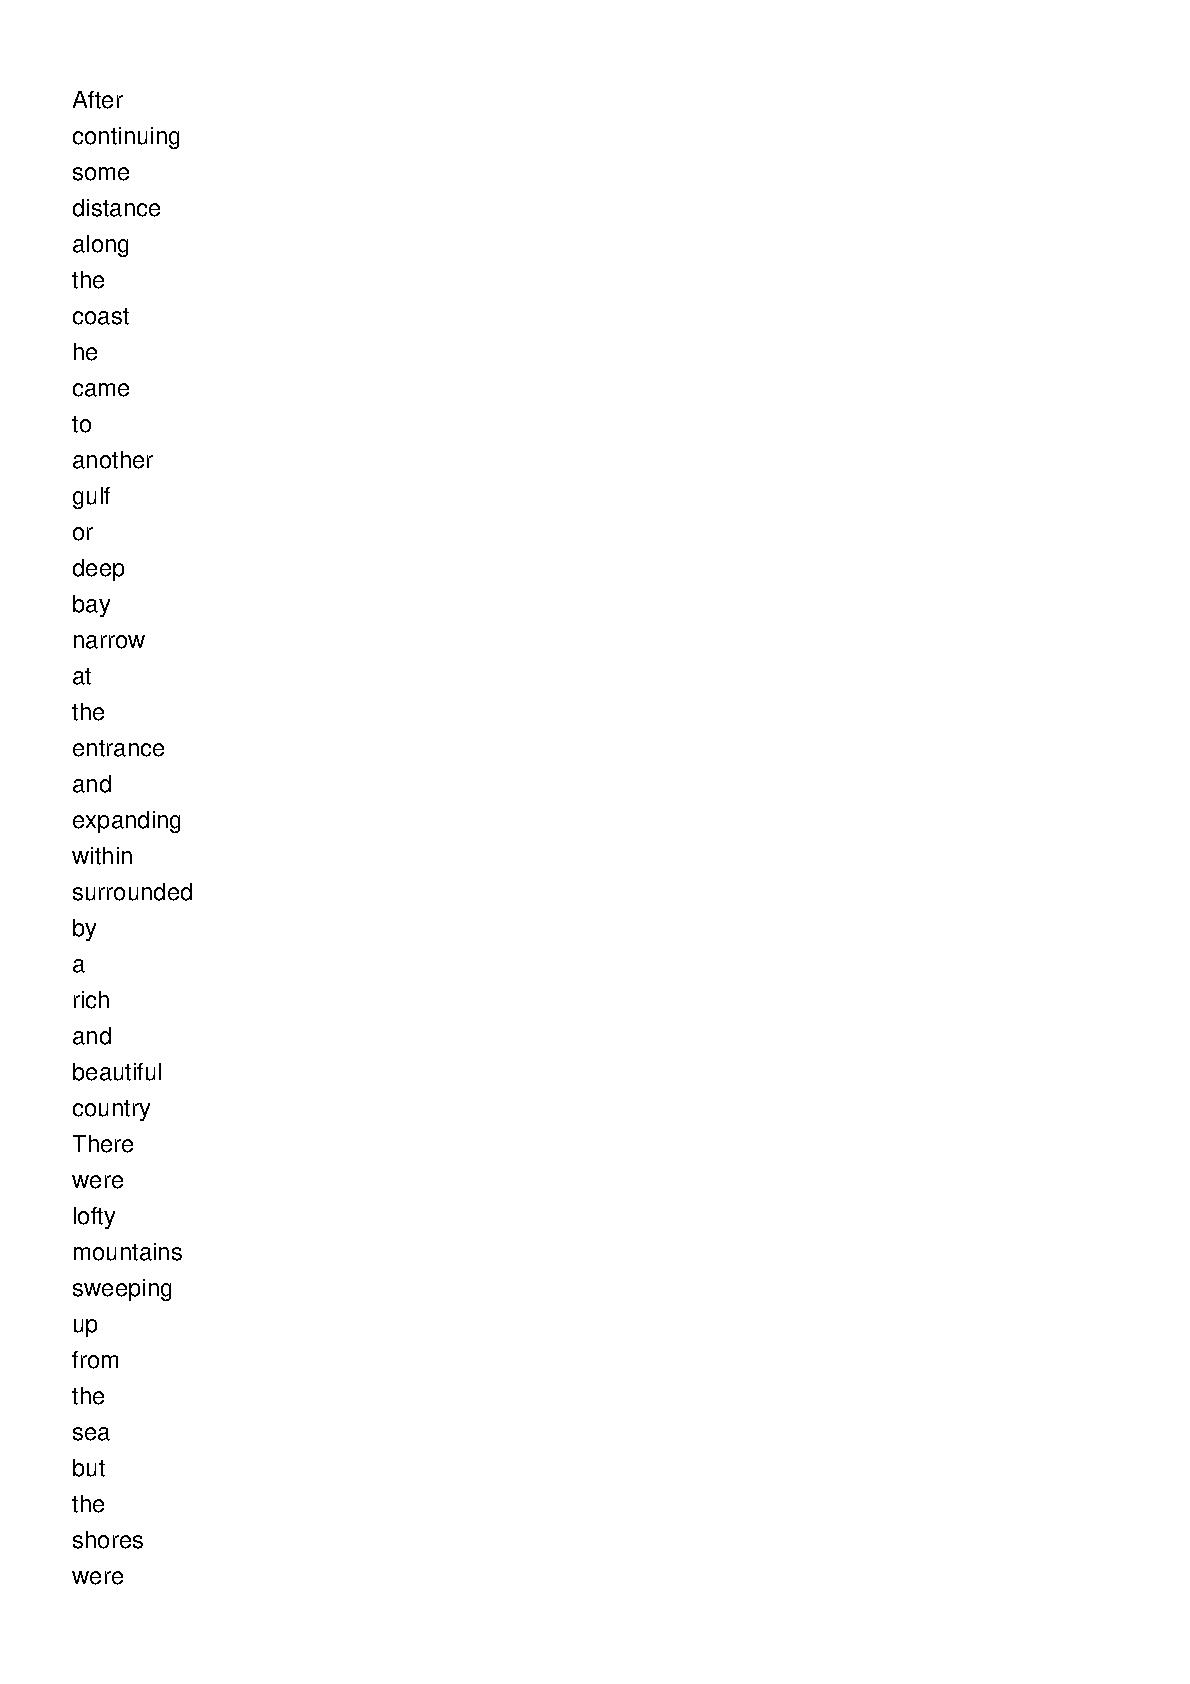 After
continuing
some
distance
along
the
coast
he
came
to
another
gulf
or
deep
bay
narrow
at
the
entrance
and
expanding
within
surrounded
by
a
rich
and
beautiful
country
There
were
lofty
mountains
sweeping
up
from
the
sea
but
the
shores
were